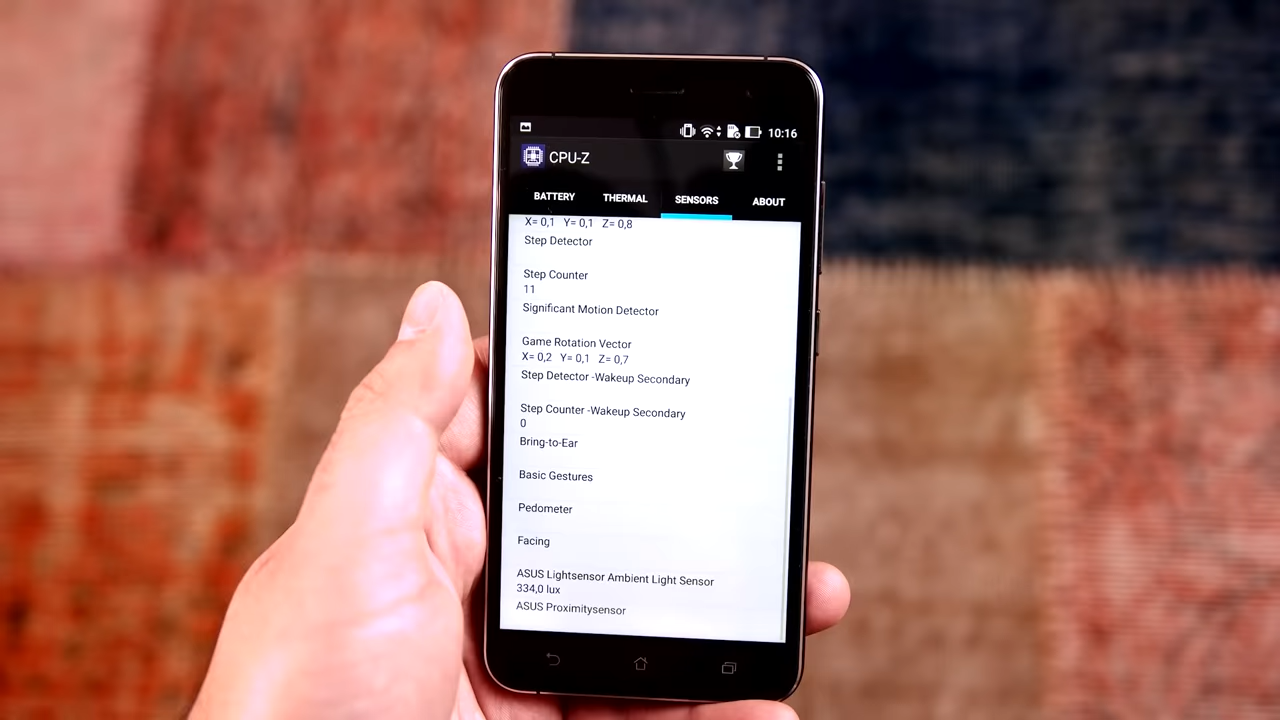 10:16
CPU-Z
BATTERY THERMAL SENSORS ABOUT
X= 0,1 Y= 0,1 Z= 0,8
Step Detector
Step Counter
11
Significant Motion Detector
Game Rotation Vector
X= 0,2 Y= 0,1 Z= 0,7
Step Detector -Wakeup Secondary
Step Counter -Wakeup Secondary
0
Bring-to-Ear
Basic Gestures
Pedometer
Facing
ASUS Lightsensor Ambient Light Sensor
334,0 lux
ASUS Proximitysensor